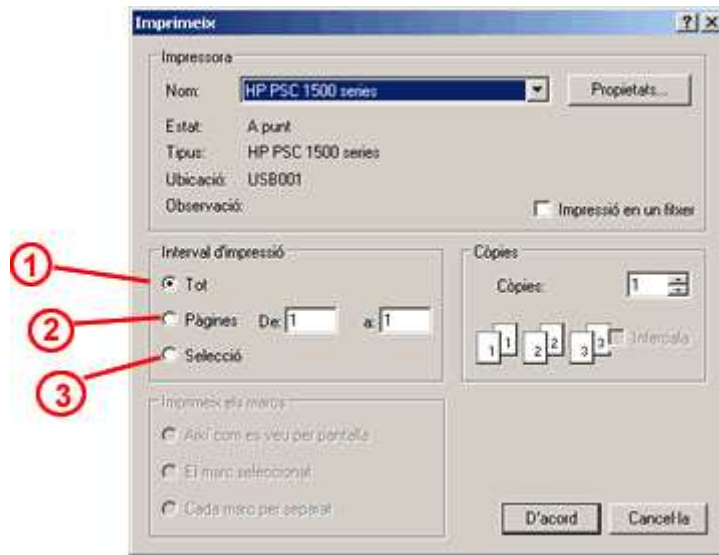 Imprimeix
Impressora
Nom: HP PSC 1500 series Propietats...
Estat: A punt
Tipus: HP PSC 1500 series
Ubicació: USB001
Observació: Impressió en un fitxer
Interval d'impressió
1 Tot
2 Pàgines De: 1 a: 1
3 Selecció
Còpies
Còpies: 1
1 1 2 2 3 3 Intercala
Imprimeix els marcs
Així com es veu per pantalla
El marc seleccionat
Cada marc per separat
D'acord Cancel·la